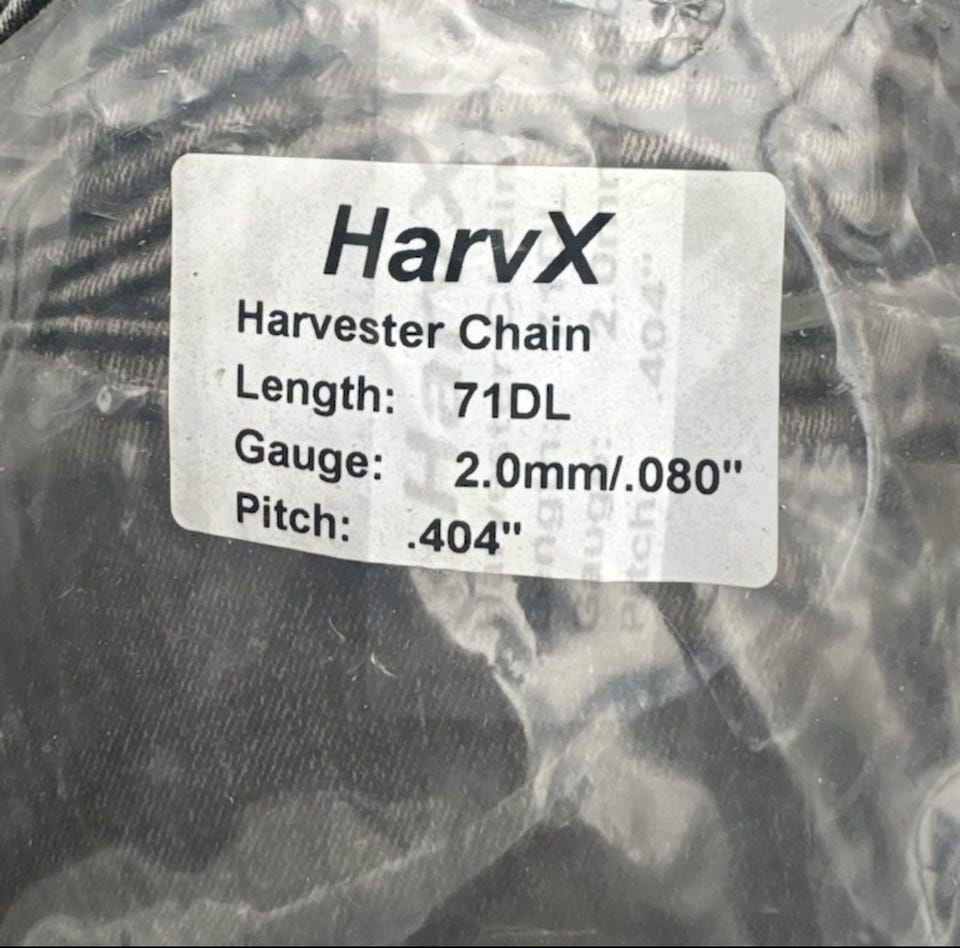 HarvX
Harvester Chain
Length: 71DL
Gauge: 2.0mm/.080"
Pitch: .404"